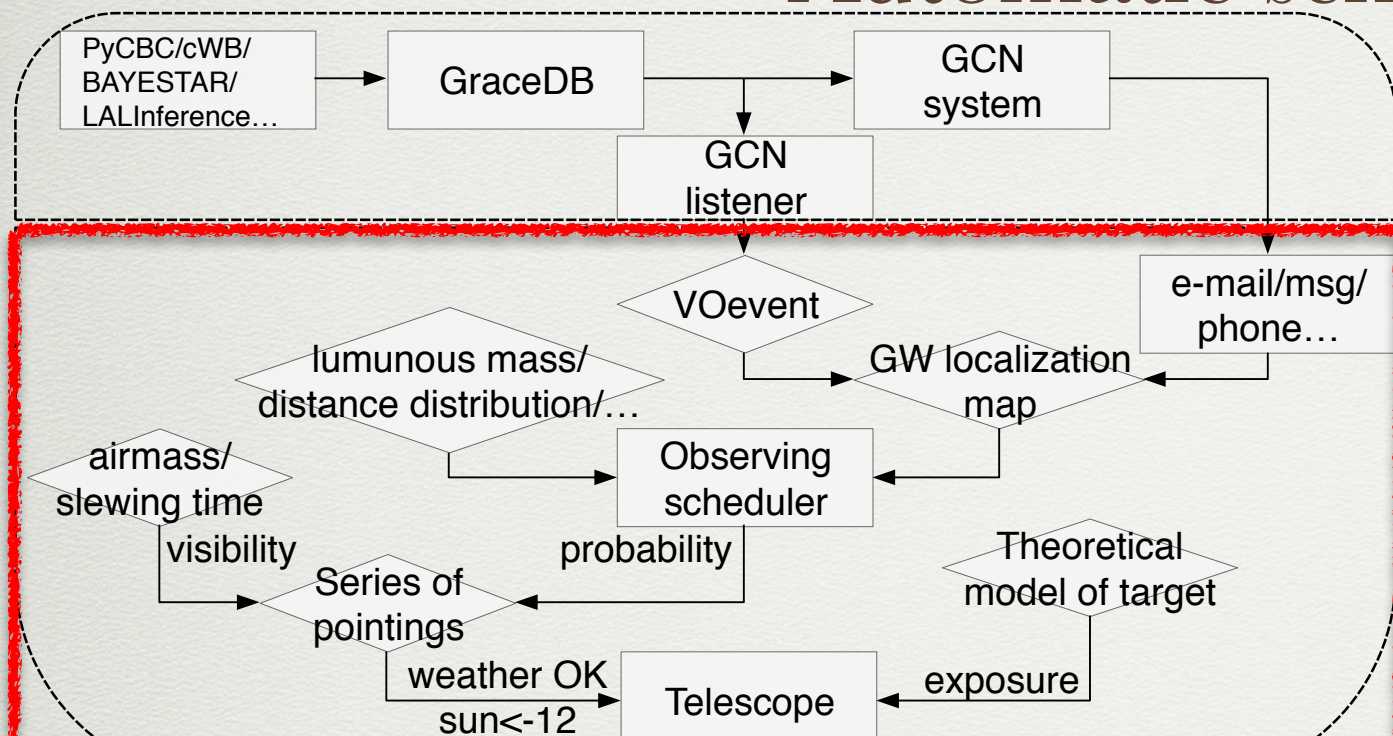 PyCBC/cWB/
BAYESTAR/
LALInference…
GraceDB
GCN
system
GCN
listener
VOevent
e-mail/msg/
phone…
lumunous mass/
distance distribution/…
GW localization
map
airmass/
slewing time
Observing
scheduler
visibility
probability
Theoretical
model of target
Series of
pointings
weather OK
sun<-12
Telescope
exposure